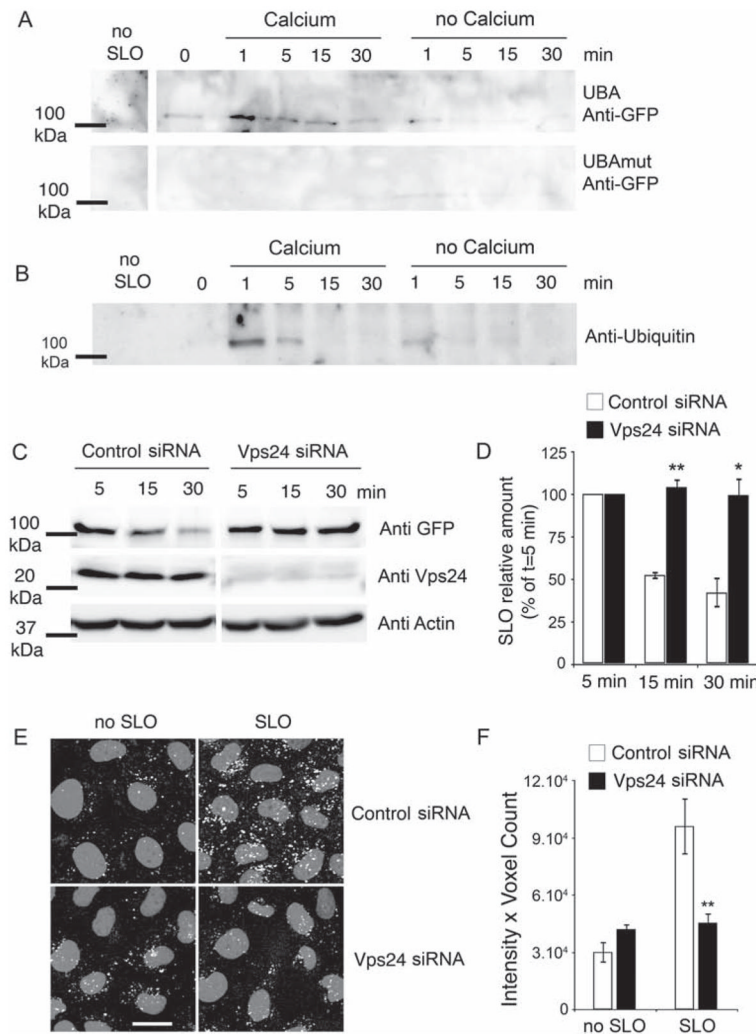 A
no SLO
Calcium
no Calcium
0 1 5 15 30 1 5 15 30 min
100 kDa
UBA
Anti-GFP
100 kDa
UBAmut
Anti-GFP
B
no SLO
Calcium
no Calcium
0 1 5 15 30 1 5 15 30 min
100 kDa
Anti-Ubiquitin
C
Control siRNA
Vps24 siRNA
5 15 30 5 15 30 min
100 kDa
Anti GFP
20 kDa
Anti Vps24
37 kDa
Anti Actin
D
Control siRNA
Vps24 siRNA
SLO relative amount
(% of t=5 min)
125
100
75
50
25
0
** *
5 min 15 min 30 min
E
no SLO SLO
Control siRNA
Vps24 siRNA
F
Control siRNA
Vps24 siRNA
Intensity x Voxel Count
12.10⁴
9.10⁴
6.10⁴
3.10⁴
0
**
no SLO SLO